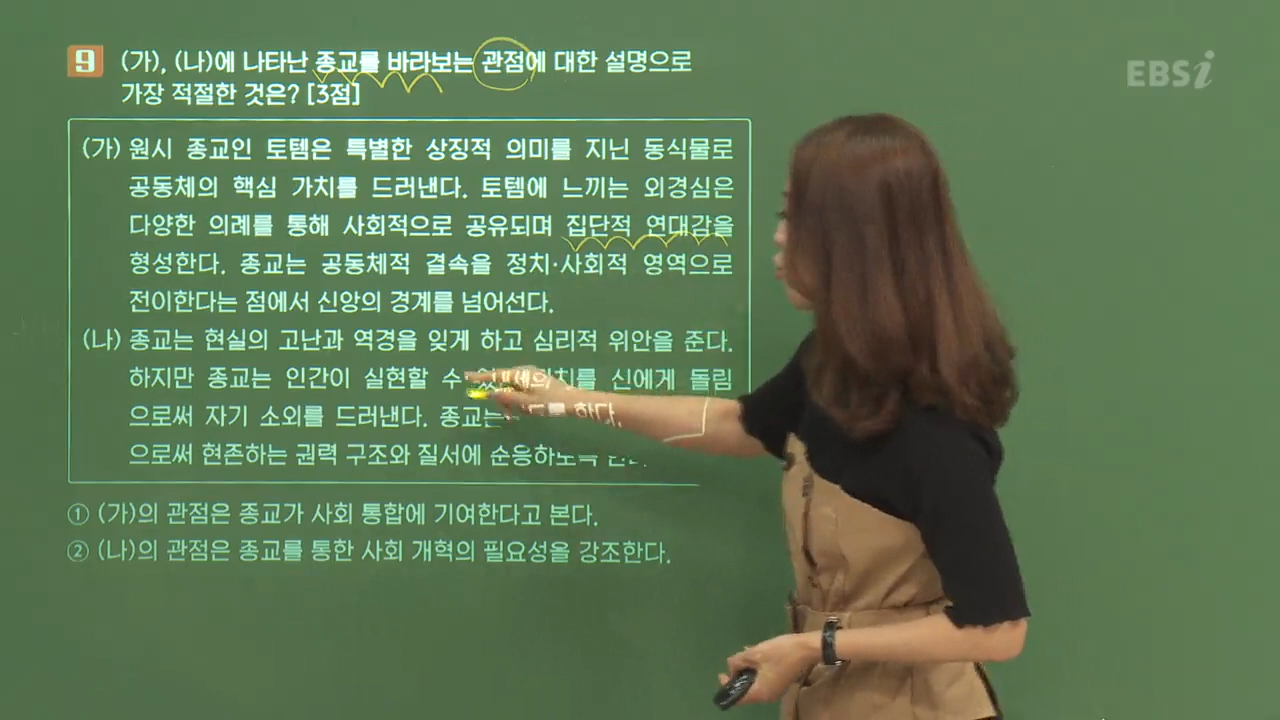 9 (가), (나)에 나타난 종교를 바라보는 관점에 대한 설명으로
가장 적절한 것은? [3점]
(가) 원시 종교인 토템은 특별한 상징적 의미를 지닌 동식물로
공동체의 핵심 가치를 드러낸다. 토템에 느끼는 외경심은
다양한 의례를 통해 사회적으로 공유되며 집단적 연대감을
형성한다. 종교는 공동체적 결속을 정치·사회적 영역으로
전이한다는 점에서 신앙의 경계를 넘어선다.
(나) 종교는 현실의 고난과 역경을 잊게 하고 심리적 위안을 준다.
하지만 종교는 인간이 실현할 수 신에게 돌림
으로써 자기 소외를 드러낸다. 종교는
으로써 현존하는 권력 구조와 질서에 순응하도록
① (가)의 관점은 종교가 사회 통합에 기여한다고 본다.
② (나)의 관점은 종교를 통한 사회 개혁의 필요성을 강조한다.
EBSi